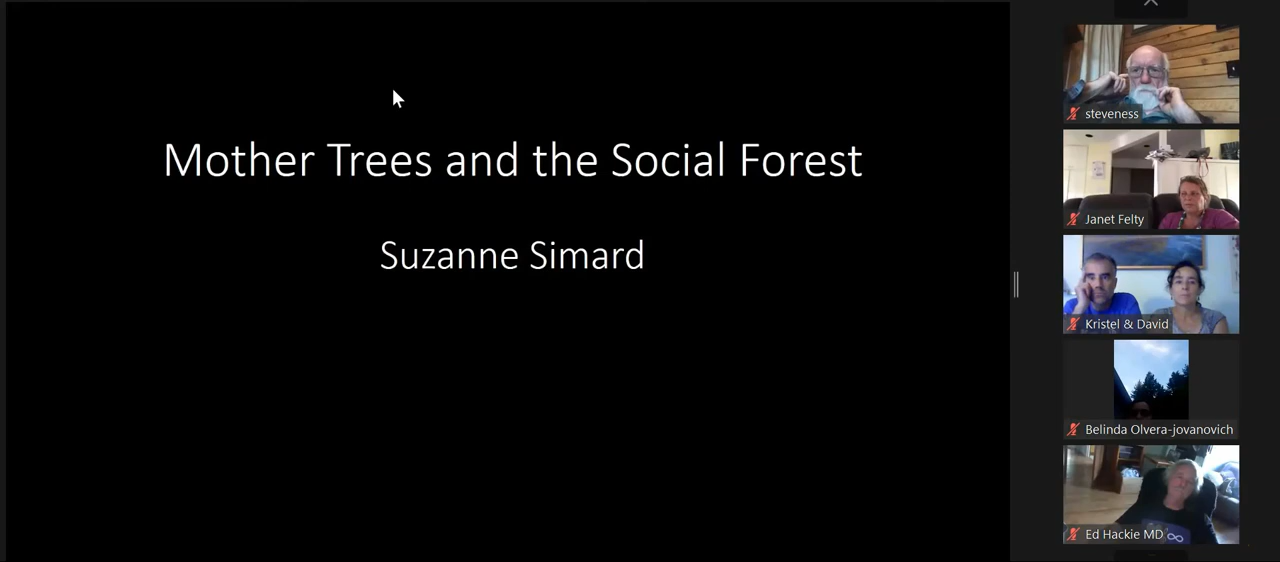 Mother Trees and the Social Forest
Suzanne Simard
steveness
Janet Felty
Kristel & David
Belinda Olvera-jovanovich
Ed Hackie MD